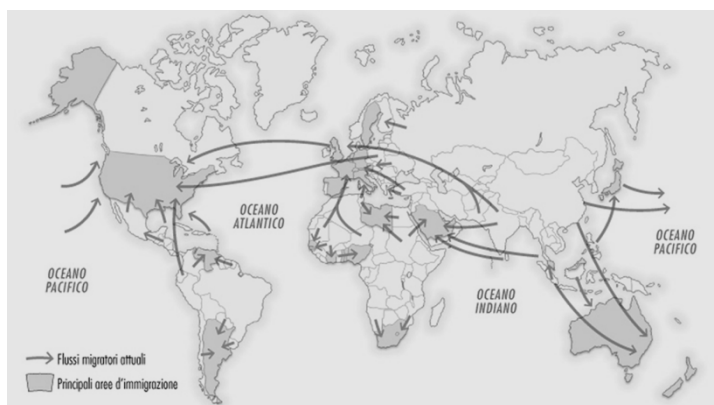 OCEANO
ATLANTICO
OCEANO
PACIFICO
OCEANO
PACIFICO
OCEANO
INDIANO
Flussi migratori attuali
Principali aree d'immigrazione